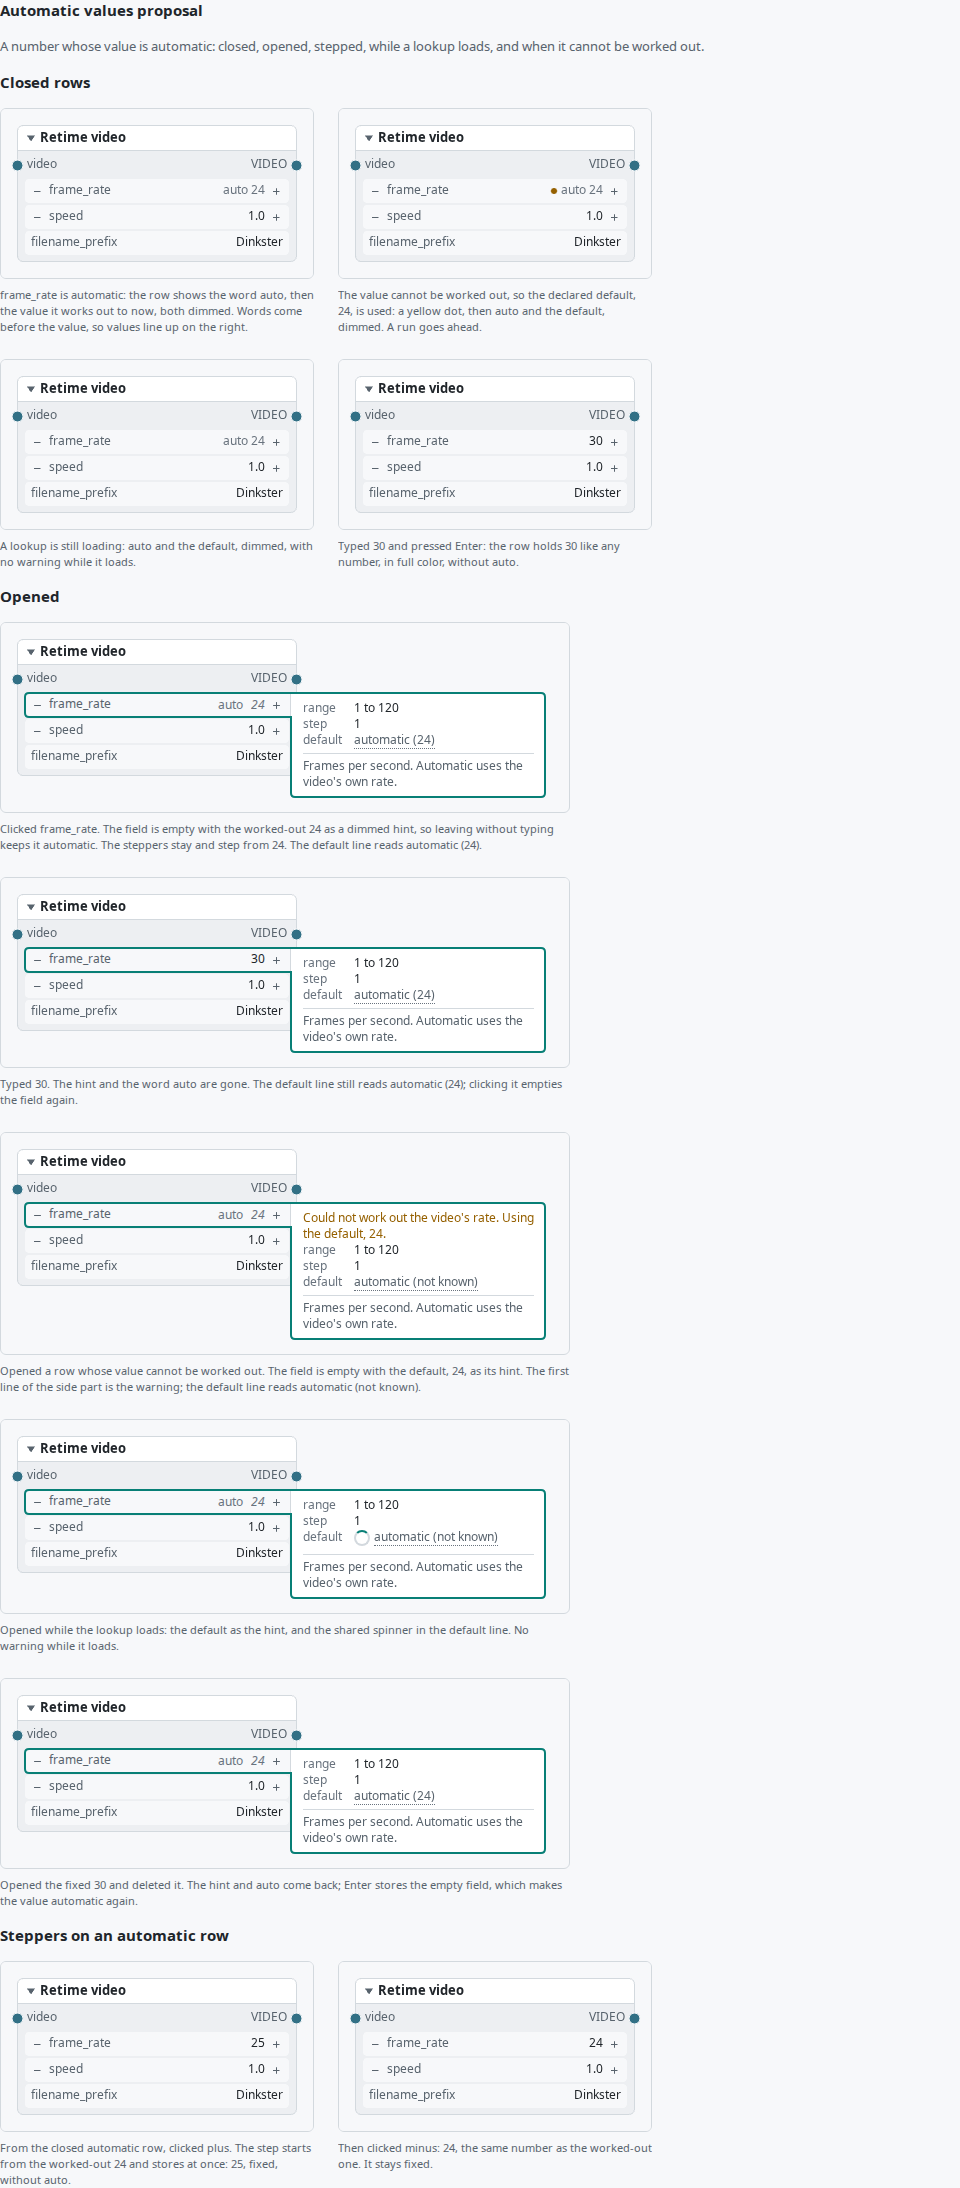 Automatic values proposal
A number whose value is automatic: closed, opened, stepped, while a lookup loads, and when it cannot be worked out.
Closed rows
Retime video
video VIDEO
– frame_rate auto 24 +
– speed 1.0 +
filename_prefix Dinkster
frame_rate is automatic: the row shows the word auto, then
the value it works out to now, both dimmed. Words come
before the value, so values line up on the right.
Retime video
video VIDEO
– frame_rate auto 24 +
– speed 1.0 +
filename_prefix Dinkster
The value cannot be worked out, so the declared default,
24, is used: a yellow dot, then auto and the default,
dimmed. A run goes ahead.
Retime video
video VIDEO
– frame_rate auto 24 +
– speed 1.0 +
filename_prefix Dinkster
A lookup is still loading: auto and the default, dimmed, with
no warning while it loads.
Retime video
video VIDEO
– frame_rate 30 +
– speed 1.0 +
filename_prefix Dinkster
Typed 30 and pressed Enter: the row holds 30 like any
number, in full color, without auto.
Opened
Retime video
video VIDEO
– frame_rate auto 24 +
– speed 1.0 +
filename_prefix Dinkster
range 1 to 120
step 1
default automatic (24)
Frames per second. Automatic uses the
video's own rate.
Clicked frame_rate. The field is empty with the worked-out 24 as a dimmed hint, so leaving without typing
keeps it automatic. The steppers stay and step from 24. The default line reads automatic (24).
Retime video
video VIDEO
– frame_rate 30 +
– speed 1.0 +
filename_prefix Dinkster
range 1 to 120
step 1
default automatic (24)
Frames per second. Automatic uses the
video's own rate.
Typed 30. The hint and the word auto are gone. The default line still reads automatic (24); clicking it empties
the field again.
Retime video
video VIDEO
– frame_rate auto 24 +
– speed 1.0 +
filename_prefix Dinkster
Could not work out the video's rate. Using
the default, 24.
range 1 to 120
step 1
default automatic (not known)
Frames per second. Automatic uses the
video's own rate.
Opened a row whose value cannot be worked out. The field is empty with the default, 24, as its hint. The first
line of the side part is the warning; the default line reads automatic (not known).
Retime video
video VIDEO
– frame_rate auto 24 +
– speed 1.0 +
filename_prefix Dinkster
range 1 to 120
step 1
default automatic (not known)
Frames per second. Automatic uses the
video's own rate.
Opened while the lookup loads: the default as the hint, and the shared spinner in the default line. No
warning while it loads.
Retime video
video VIDEO
– frame_rate auto 24 +
– speed 1.0 +
filename_prefix Dinkster
range 1 to 120
step 1
default automatic (24)
Frames per second. Automatic uses the
video's own rate.
Opened the fixed 30 and deleted it. The hint and auto come back; Enter stores the empty field, which makes
the value automatic again.
Steppers on an automatic row
Retime video
video VIDEO
– frame_rate 25 +
– speed 1.0 +
filename_prefix Dinkster
From the closed automatic row, clicked plus. The step starts
from the worked-out 24 and stores at once: 25, fixed,
without auto.
Retime video
video VIDEO
– frame_rate 24 +
– speed 1.0 +
filename_prefix Dinkster
Then clicked minus: 24, the same number as the worked-out
one. It stays fixed.